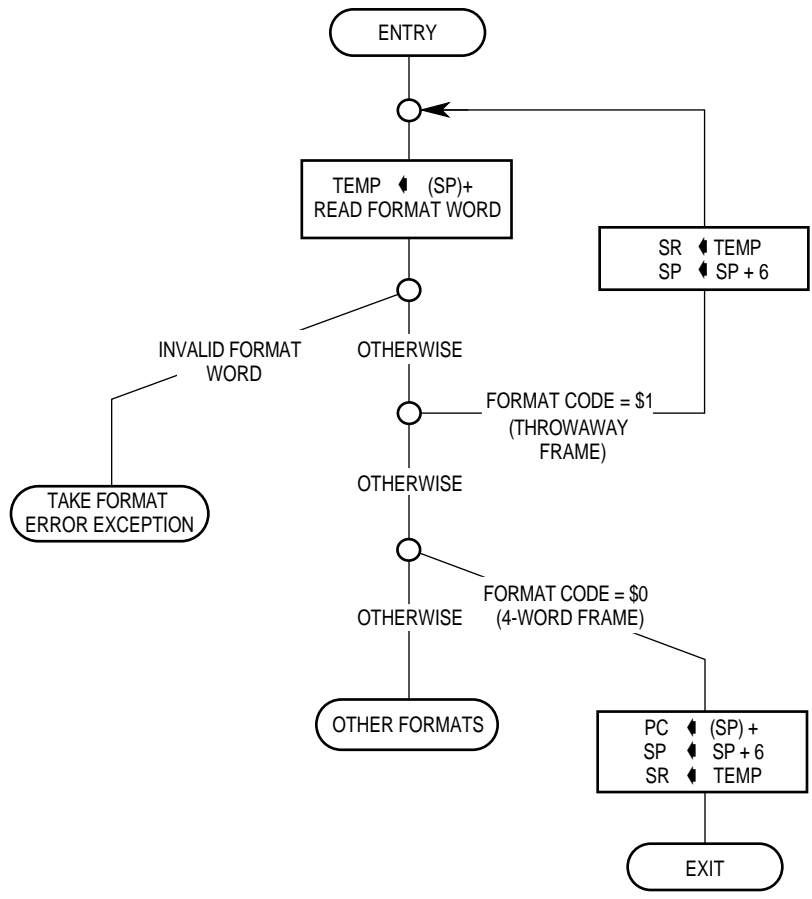 ENTRY
TEMP (SP)+
READ FORMAT WORD
SR TEMP
SP SP + 6
INVALID FORMAT
WORD
OTHERWISE
FORMAT CODE = $1
(THROWAWAY
FRAME)
OTHERWISE
TAKE FORMAT
ERROR EXCEPTION
FORMAT CODE = $0
(4-WORD FRAME)
OTHERWISE
OTHER FORMATS
PC (SP) +
SP SP + 6
SR TEMP
EXIT